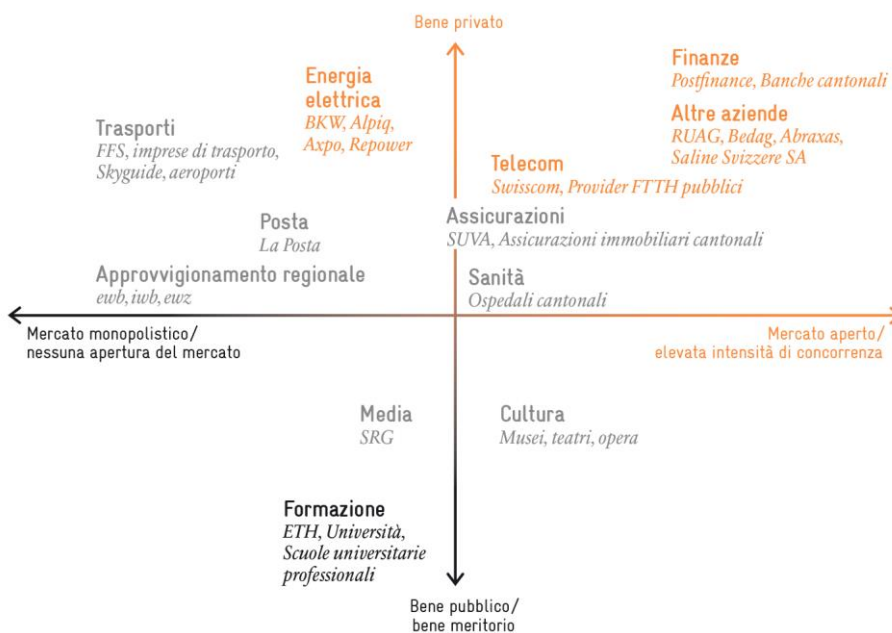 Bene privato
Finanze
Postfinance, Banche cantonali
Energia
elettrica
BKW, Alpiq,
Axpo, Repower
Altre aziende
RUAG, Bedag, Abraxas,
Saline Svizzere SA
Trasporti
FFS, imprese di trasporto,
Skyguide, aeroporti
Telecom
Swisscom, Provider FTTH pubblici
Posta
La Posta
Assicurazioni
SUVA, Assicurazioni immobiliari cantonali
Approvvigionamento regionale
ewb, iwb, ewz
Sanità
Ospedali cantonali
Mercato monopolistico/
nessuna apertura del mercato
Mercato aperto/
elevata intensità di concorrenza
Media
SRG
Cultura
Musei, teatri, opera
Formazione
ETH, Università,
Scuole universitarie
professionali
Bene pubblico/
bene meritorio